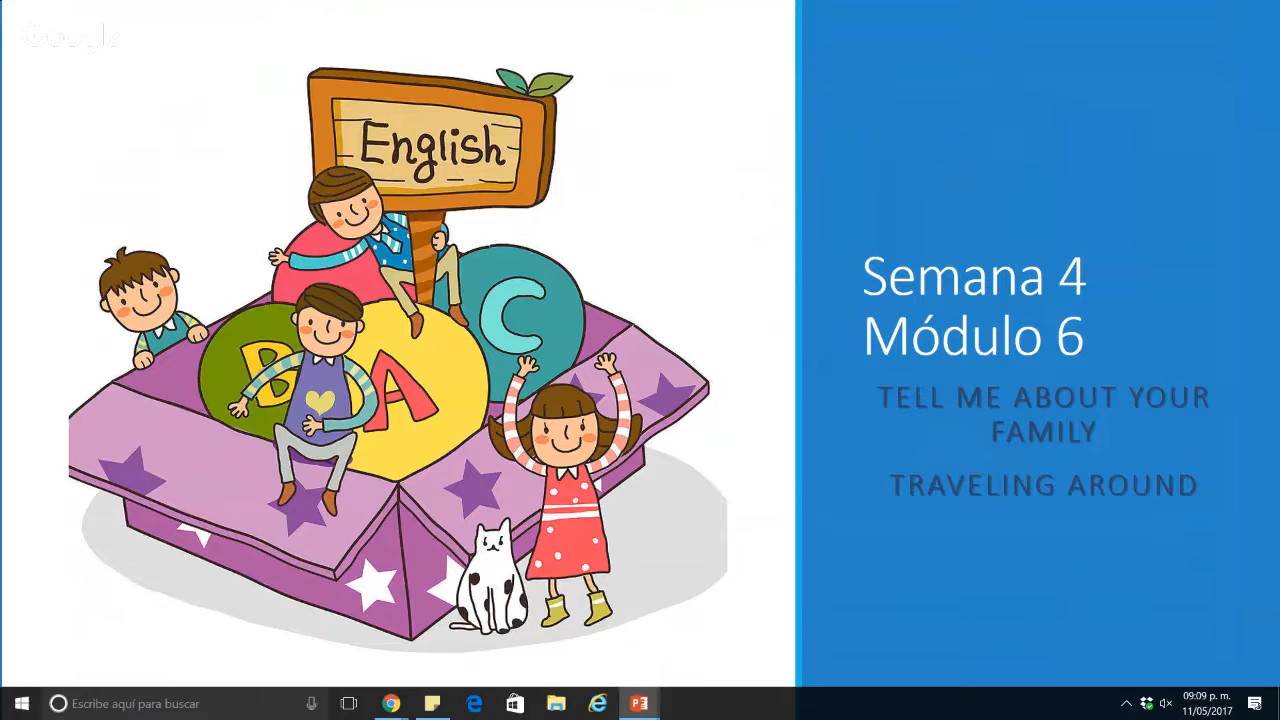 Google
English
B
A
C
Semana 4
Módulo 6
TELL ME ABOUT YOUR
FAMILY
TRAVELING AROUND
Escribe aquí para buscar
09:09 p. m.
11/05/2017